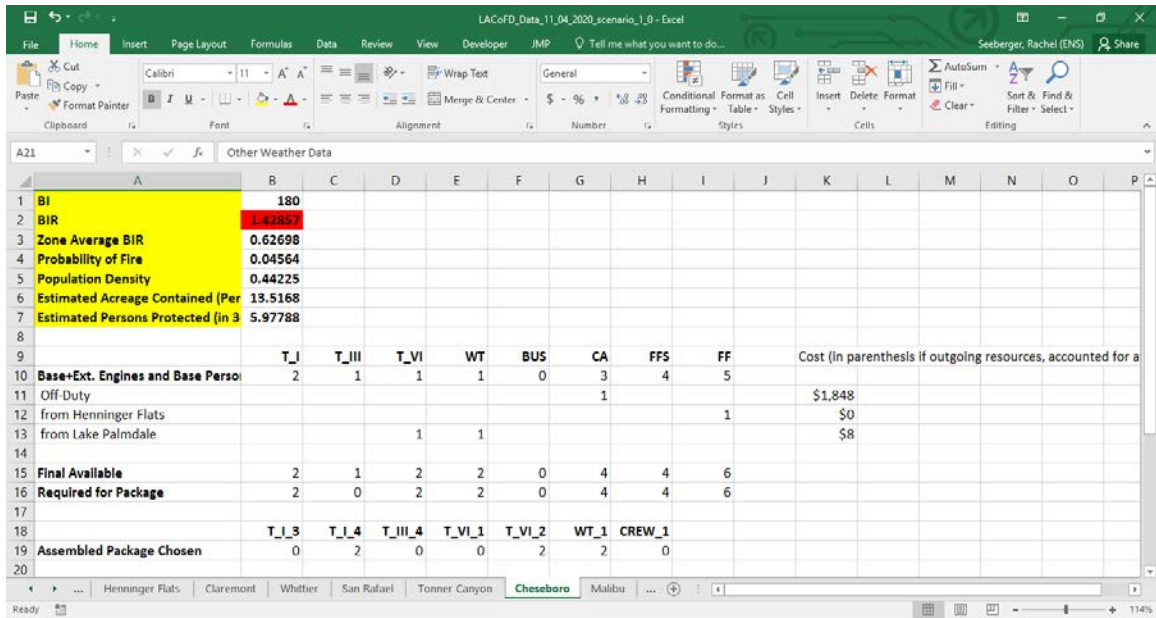 LACoFD_Data_11_04_2020_scenario_1_0 - Excel
Seeberger, Rachel (ENS) Share
File Home Insert Page Layout Formulas Data Review View Developer JMP Tell me what you want to do...
Cut
Copy
Format Painter
Paste
Calibri 11
B I U
Wrap Text
Merge & Center
General
$ % ,
Conditional Formatting Format as Table Cell Styles
Insert Delete Format
AutoSum
Fill
Clear
Sort & Filter Find & Select
Clipboard Font Alignment Number Styles Cells Editing
A21 fx Other Weather Data
A B C D E F G H I J K L M N O P
1 BI 180
2 BIR 1.42857
3 Zone Average BIR 0.62698
4 Probability of Fire 0.04564
5 Population Density 0.44225
6 Estimated Acreage Contained (Per 13.5168
7 Estimated Persons Protected (in 3 5.97788
8
9 T_I T_III T_VI WT BUS CA FFS FF Cost (in parenthesis if outgoing resources, accounted for a
10 Base+Ext. Engines and Base Perso 2 1 1 1 0 3 4 5
11 Off-Duty 1 $1,848
12 from Henninger Flats 1 $0
13 from Lake Palmdale 1 1 $8
14
15 Final Available 2 1 2 2 0 4 4 6
16 Required for Package 2 0 2 2 0 4 4 6
17
18 T_I_3 T_I_4 T_III_4 T_VI_1 T_VI_2 WT_1 CREW_1
19 Assembled Package Chosen 0 2 0 0 2 2 0
20
... Henninger Flats Claremont Whittier San Rafael Tonner Canyon Cheseboro Malibu ...
Ready 114%